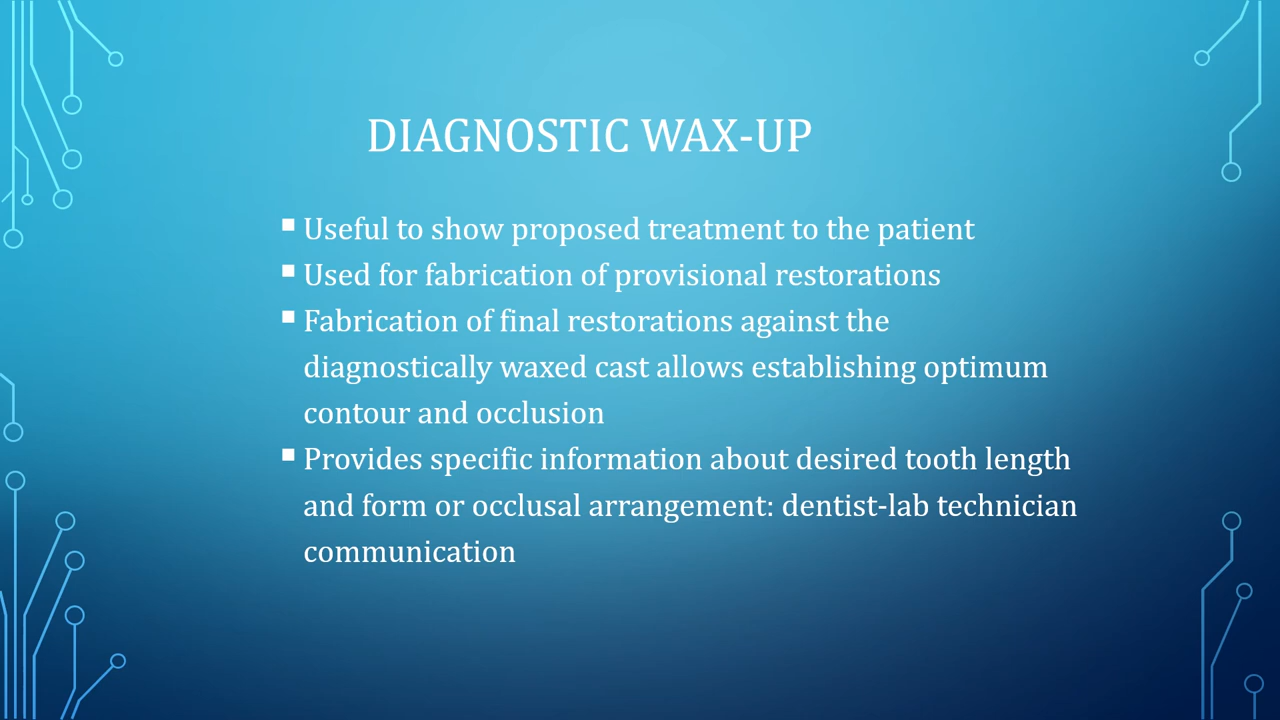 DIAGNOSTIC WAX-UP
▪ Useful to show proposed treatment to the patient
▪ Used for fabrication of provisional restorations
▪ Fabrication of final restorations against the
diagnostically waxed cast allows establishing optimum
contour and occlusion
▪ Provides specific information about desired tooth length
and form or occlusal arrangement: dentist-lab technician
communication